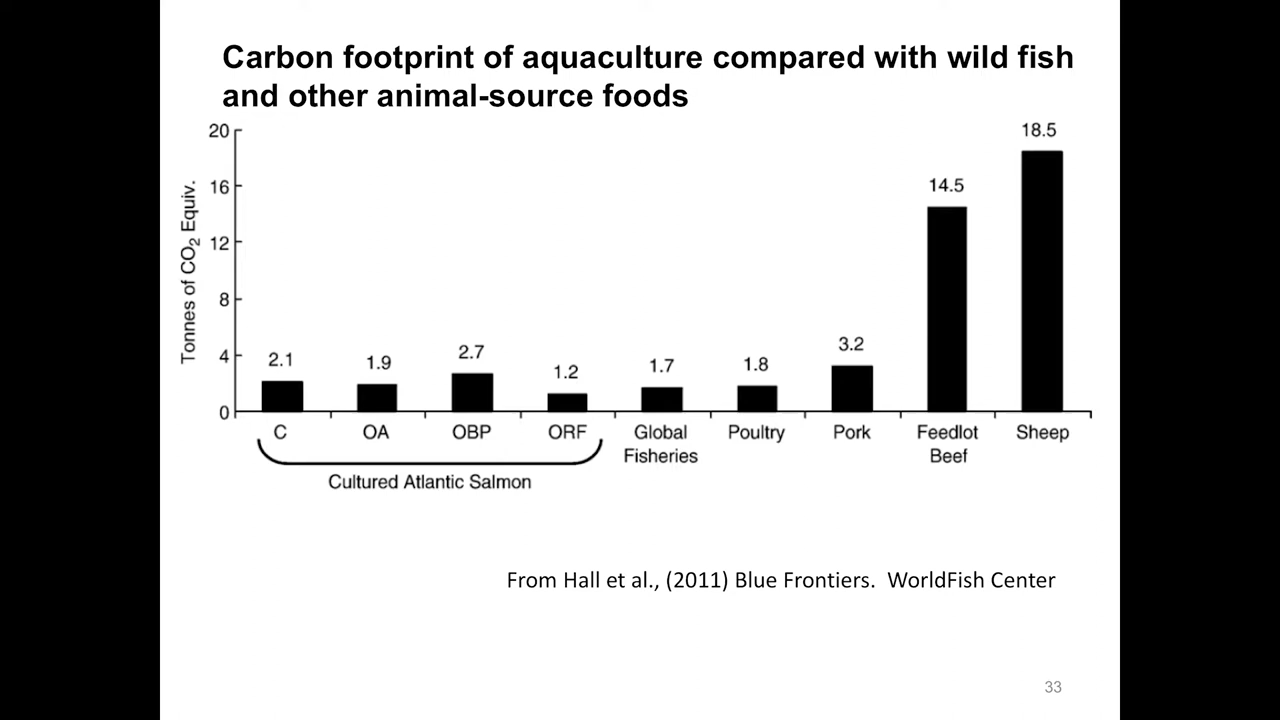 Carbon footprint of aquaculture compared with wild fish
and other animal-source foods
Tonnes of CO2 Equiv.
20
16
12
8
4
0
2.1
1.9
2.7
1.2
1.7
1.8
3.2
14.5
18.5
C
OA
OBP
ORF
Global
Fisheries
Poultry
Pork
Feedlot
Beef
Sheep
Cultured Atlantic Salmon
From Hall et al., (2011) Blue Frontiers.  WorldFish Center
33